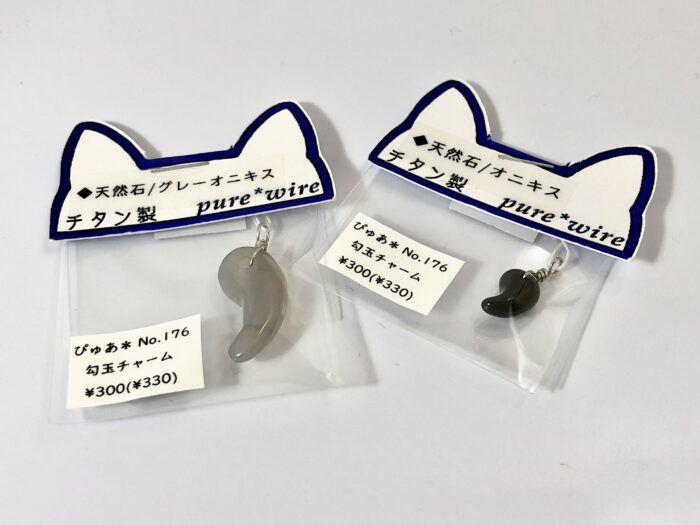 ◆天然石/グレーオニキス
チタン製 pure*wire
ぴゅあ* No.176
勾玉チャーム
¥300(¥330)
◆天然石/オニキス
チタン製 pure*wire
ぴゅあ* No.176
勾玉チャーム
¥300(¥330)